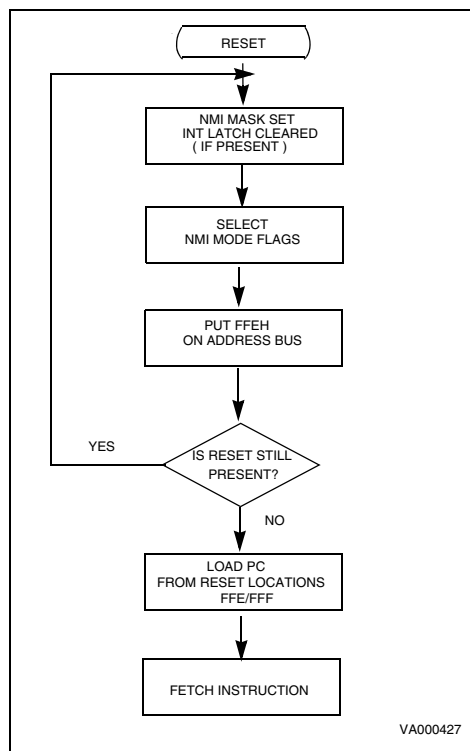 RESET
NMI MASK SET
INT LATCH CLEARED
( IF PRESENT )
SELECT
NMI MODE FLAGS
PUT FFEH
ON ADDRESS BUS
YES
IS RESET STILL
PRESENT?
NO
LOAD PC
FROM RESET LOCATIONS
FFE/FFF
FETCH INSTRUCTION
VA000427